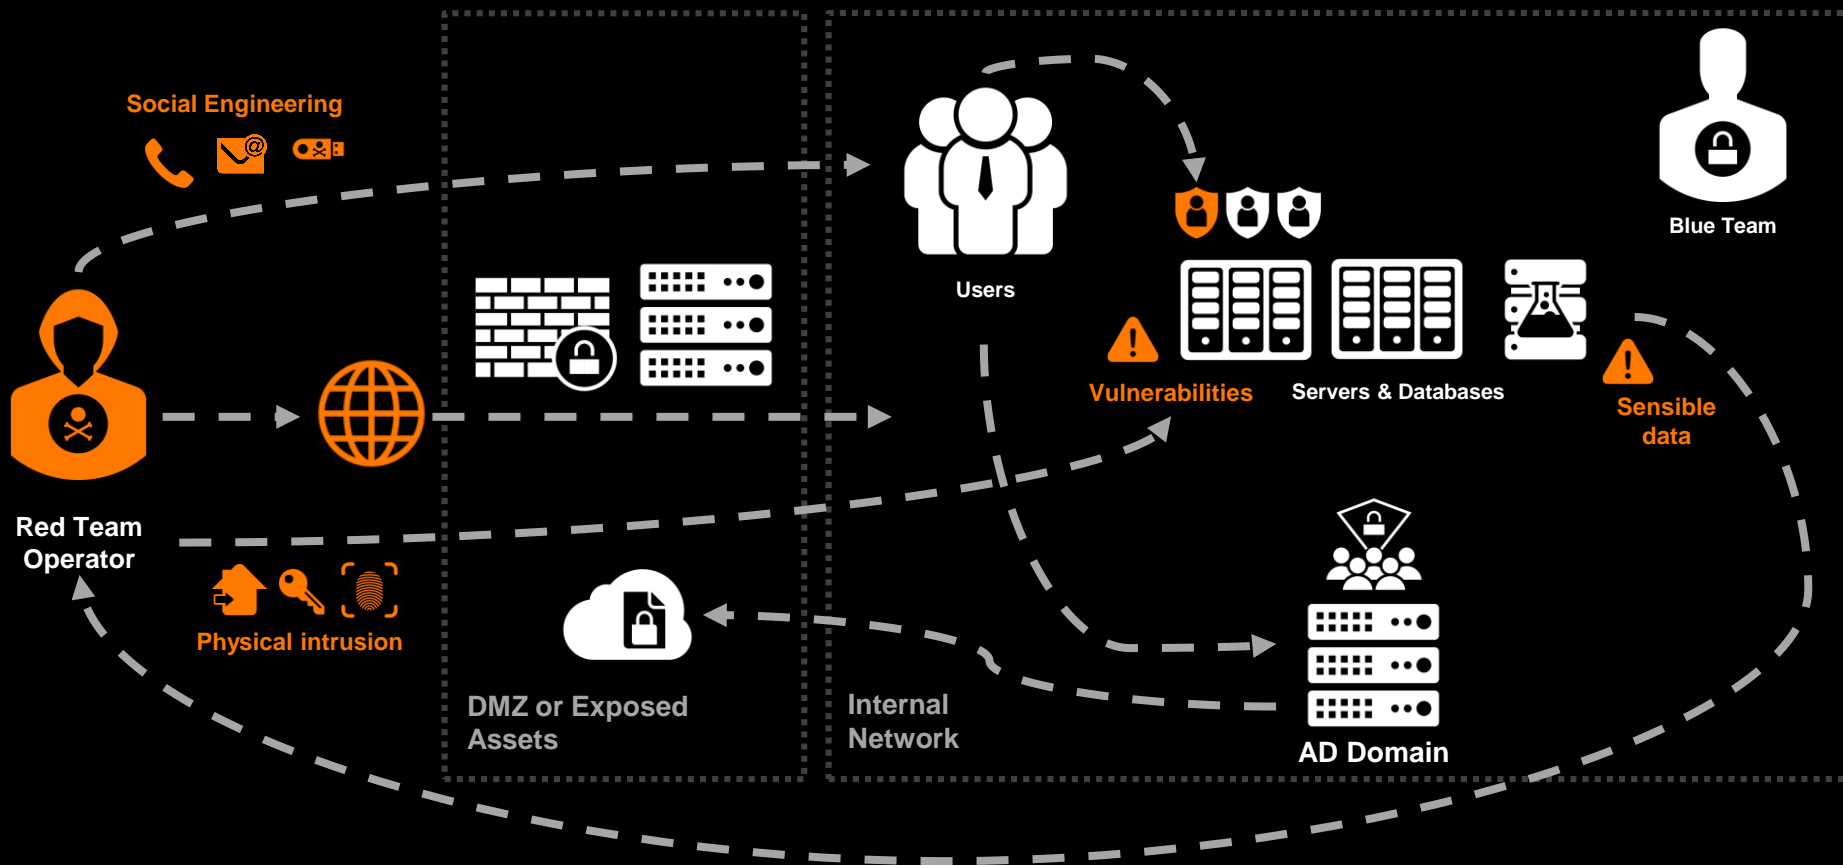 Social Engineering
@
Blue Team
Users
Vulnerabilities
Servers & Databases
Sensible
data
Red Team
Operator
Physical intrusion
DMZ or Exposed
Assets
Internal
Network
AD Domain